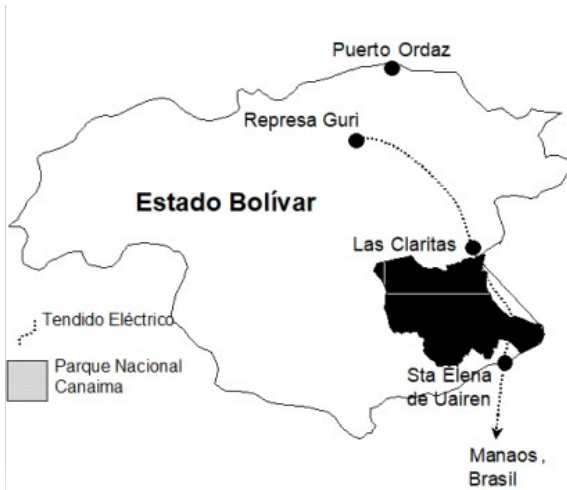 Puerto Ordaz
Represa Guri
Estado Bolívar
Las Claritas
Tendido Eléctrico
Parque Nacional
Canaima
Sta Elena
de Uairen
Manaos,
Brasil